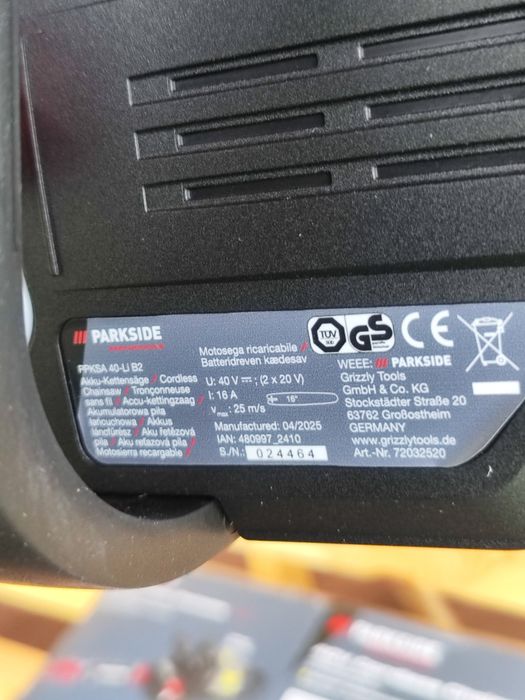 /// PARKSIDE
PPKSA 40-Li B2
Akku-Kettensäge / Cordless
Chainsaw / Tronçonneuse
sans fil / Accu-kettingzaag /
Akumulatorowa piła
łańcuchowa / Akkus
láncfűrész / Aku řetězová
pila / Aku reťazová píla /
Motosierra recargable /
Motosega ricaricabile /
Batteridreven kædesav
U: 40 V ⎓; (2 x 20 V)
I: 16 A
v max.: 25 m/s
16"
Manufactured: 04/2025
IAN: 480997_2410
S./N.: 024464
TÜV
SÜD
GS
CE
WEEE: /// PARKSIDE
Grizzly Tools
GmbH & Co. KG
Stockstädter Straße 20
63762 Großostheim
GERMANY
www.grizzlytools.de
Art.-Nr. 72032520
PARKSIDE